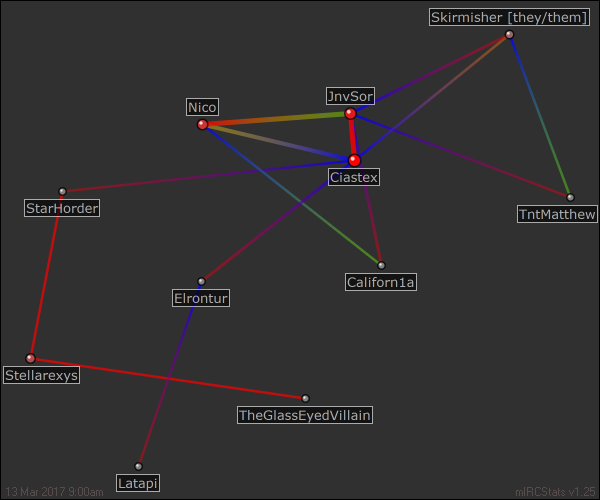 Skirmisher [they/them]
JnvSor
Nico
Ciastex
StarHorder
TntMatthew
Californ1a
Elrontur
Stellarexys
TheGlassEyedVillain
Latapi
13 Mar 2017 9:00am
mIRCStats v1.25